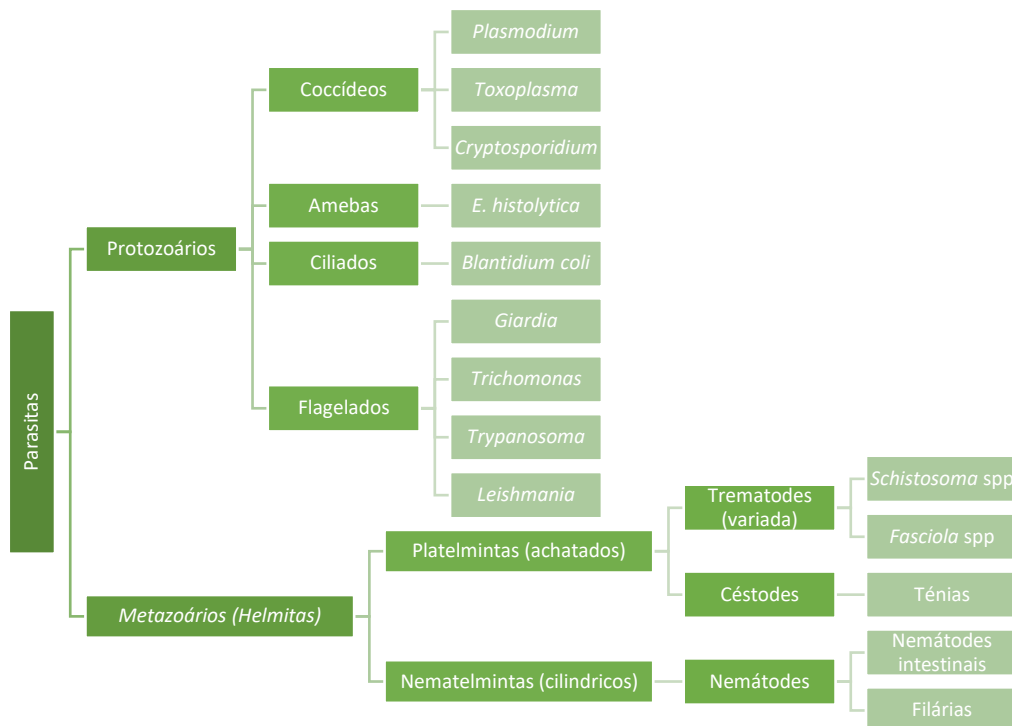 Parasitas
Protozoários
Coccídeos
Plasmodium
Toxoplasma
Cryptosporidium
Amebas
E. histolytica
Ciliados
Blantidium coli
Flagelados
Giardia
Trichomonas
Trypanosoma
Leishmania
Metazoários (Helmitas)
Platelmintas (achatados)
Trematodes
(variada)
Schistosoma spp
Fasciola spp
Céstodes
Ténias
Nematelmintas (cilindricos)
Nemátodes
Nemátodes
intestinais
Filárias